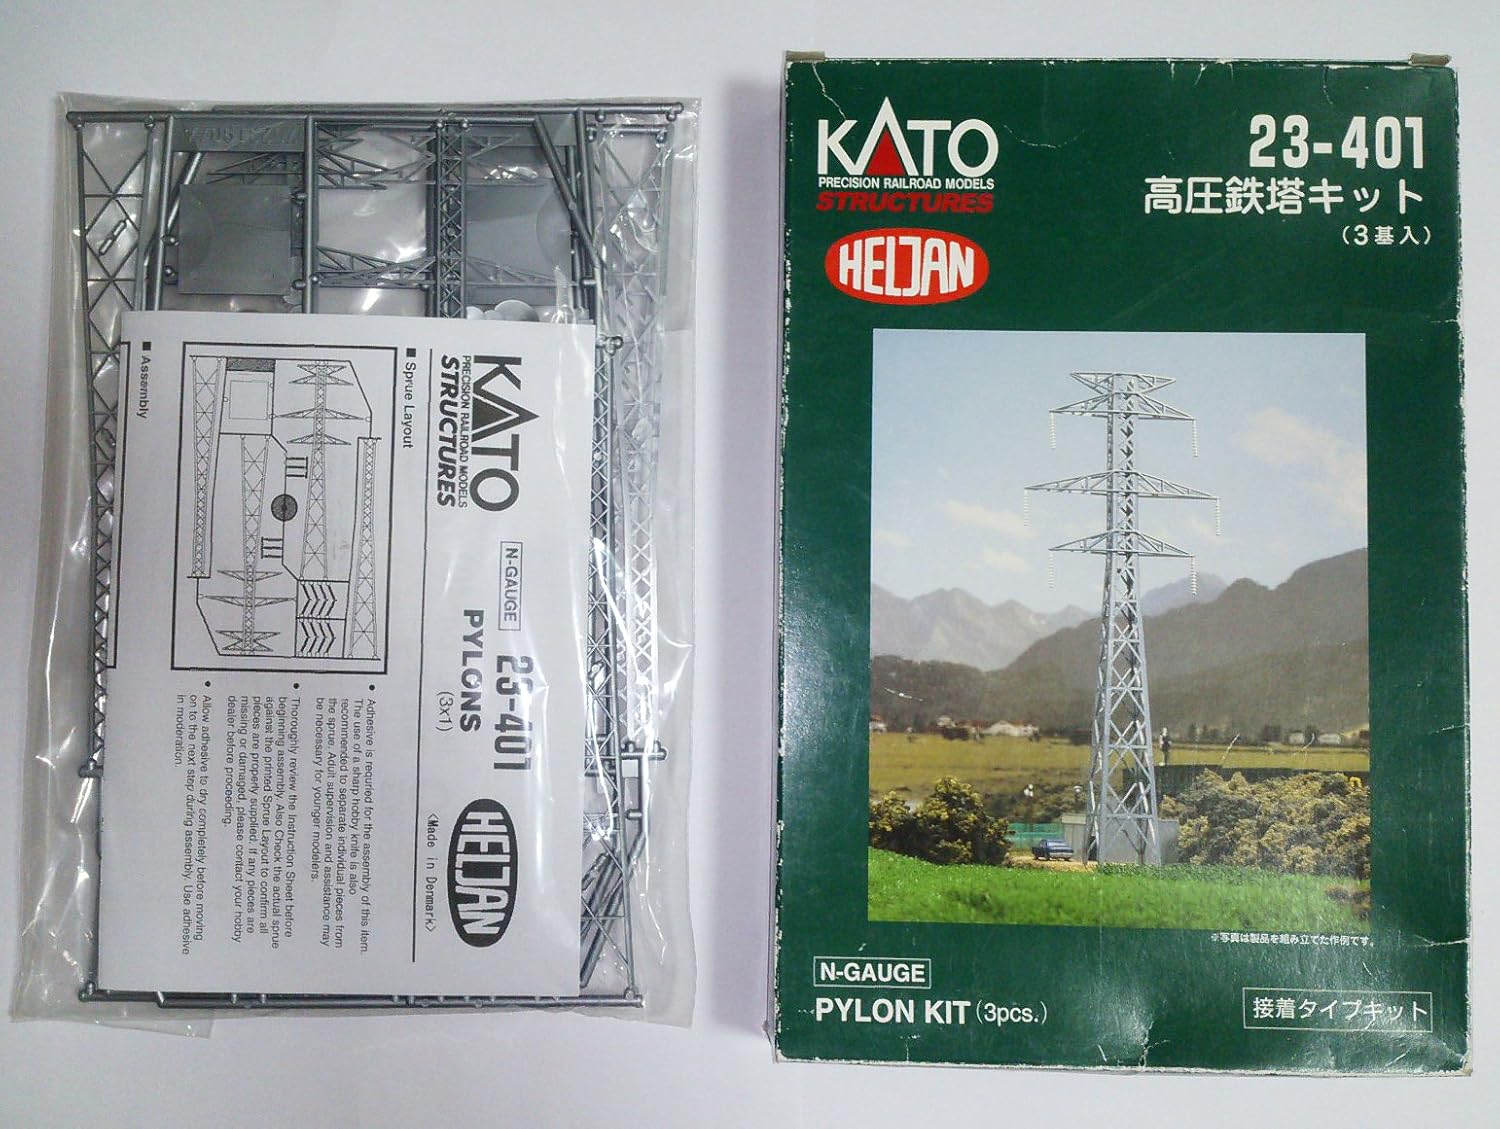 KATO
PRECISION RAILROAD MODELS
STRUCTURES
N-GAUGE
23-401
PYLONS
(3x1)
HELJAN
<Made in Denmark>
■ Sprue Layout
• Adhesive is requried for the assembly of this item.
The use of a sharp hobby knife is also
recommended to separate individual pieces from
the sprue. Adult supervision and assistance may
be necessary for younger modelers.
• Thoroughly review the Instruction Sheet before
beginning assembly. Also Check the actual sprue
against the printed Sprue Layout to confirm all
pieces are properly supplied. If any pieces are
missing or damaged, please contact your hobby
dealer before proceeding.
• Allow adhesive to dry completely before moving
on to the next step during assembly. Use adhesive
in moderation.
■ Assembly
KATO
PRECISION RAILROAD MODELS
STRUCTURES
HELJAN
23-401
高圧鉄塔キット
(3基入)
※写真は製品を組み立てた作例です。
N-GAUGE
PYLON KIT (3pcs.)
接着タイプキット